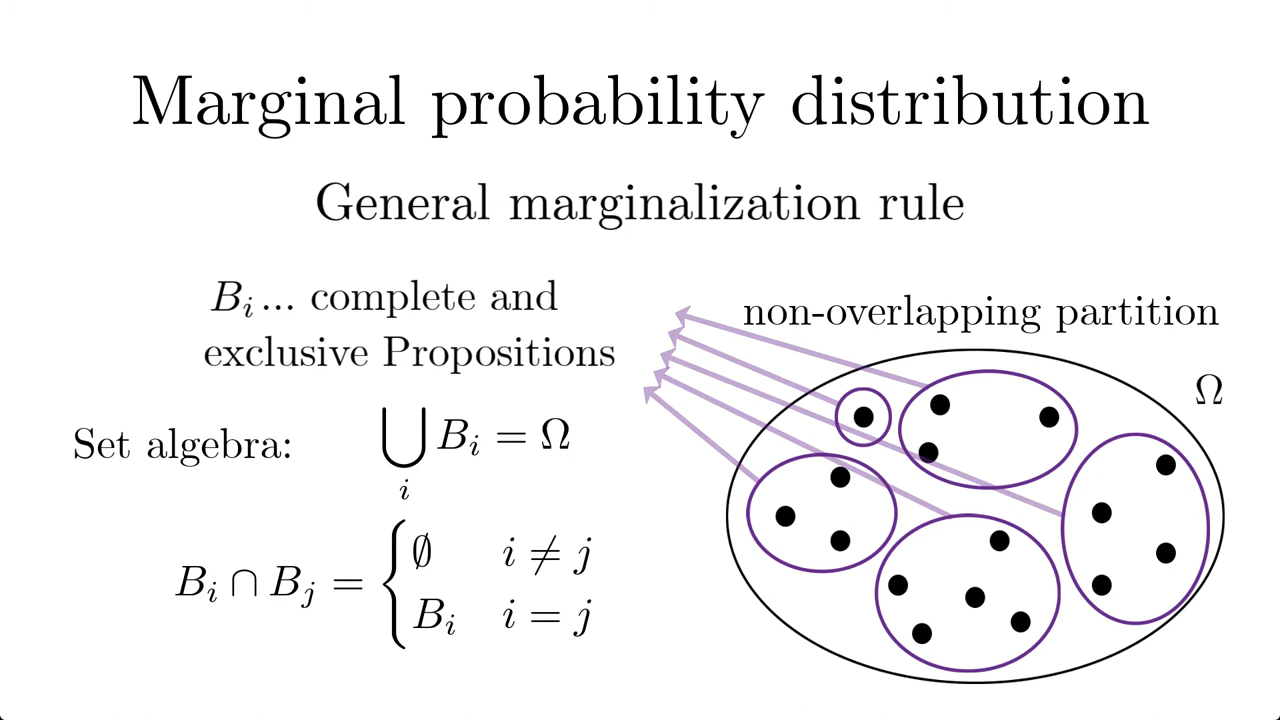 Marginal probability distribution
General marginalization rule
B_i ... complete and
exclusive Propositions
non-overlapping partition
Ω
Set algebra: ⋃_i B_i = Ω
B_i ∩ B_j = { ∅ i ≠ j
B_i i = j